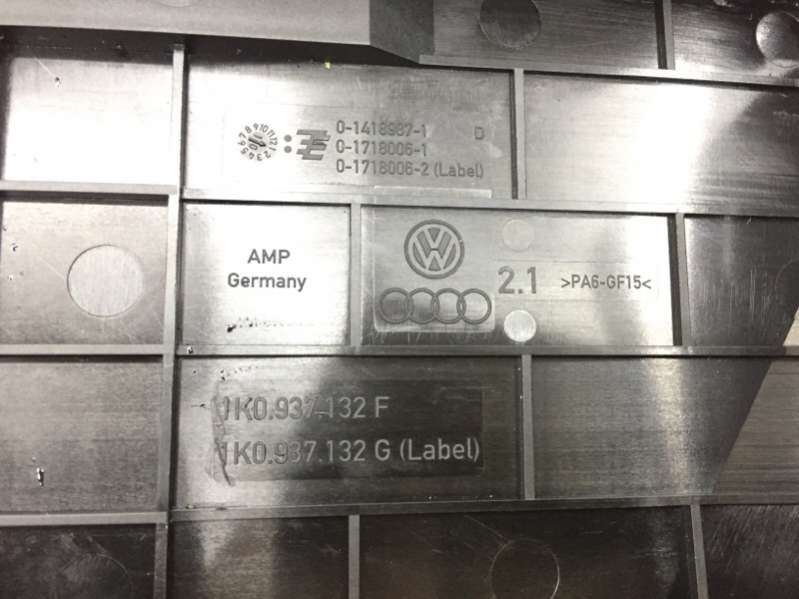 0-1418987-1 D
0-1718006-1
0-1718006-2 (Label)
AMP
Germany
2.1 >PA6-GF15<
1K0.937.132 F
1K0.937.132 G (Label)